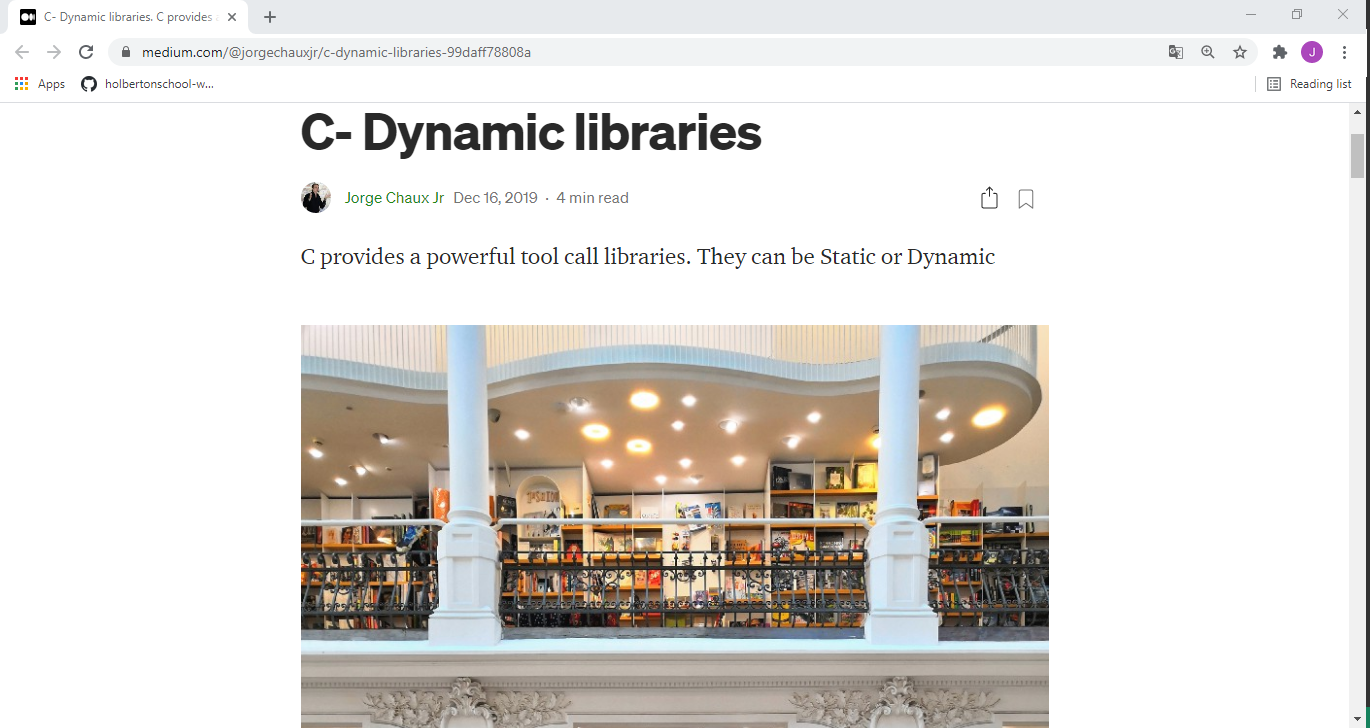 C- Dynamic libraries. C provides a
medium.com/@jorgechauxjr/c-dynamic-libraries-99daff78808a
J
Apps
holbertonschool-w...
Reading list
C- Dynamic libraries
Jorge Chaux Jr Dec 16, 2019 · 4 min read
C provides a powerful tool call libraries. They can be Static or Dynamic